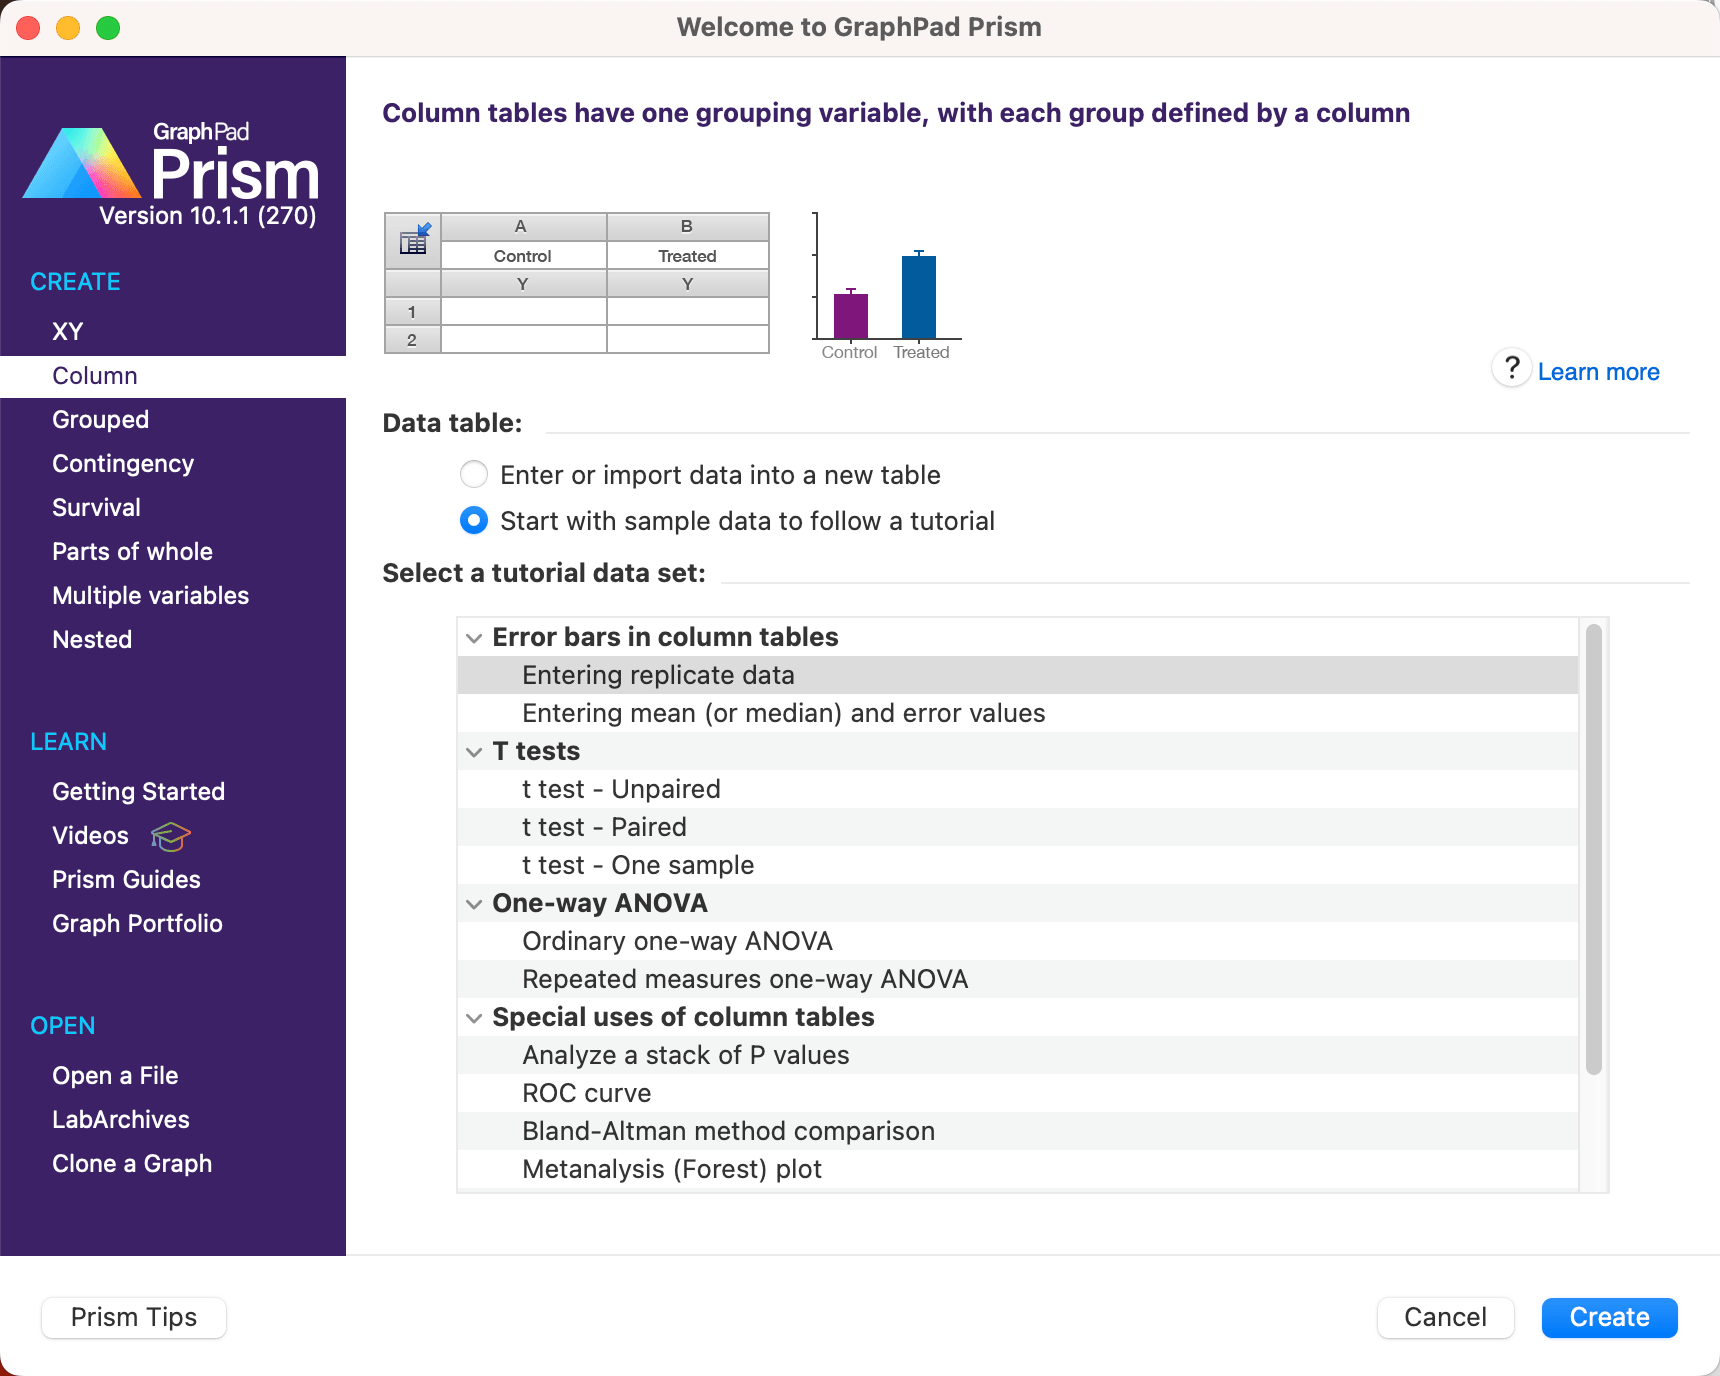 Welcome to GraphPad Prism
GraphPad
Prism
Version 10.1.1 (270)
CREATE
XY
Column
Grouped
Contingency
Survival
Parts of whole
Multiple variables
Nested
LEARN
Getting Started
Videos
Prism Guides
Graph Portfolio
OPEN
Open a File
LabArchives
Clone a Graph
Column tables have one grouping variable, with each group defined by a column
A B
Control Treated
Y Y
1
2
Control Treated
? Learn more
Data table:
Enter or import data into a new table
Start with sample data to follow a tutorial
Select a tutorial data set:
Error bars in column tables
Entering replicate data
Entering mean (or median) and error values
T tests
t test - Unpaired
t test - Paired
t test - One sample
One-way ANOVA
Ordinary one-way ANOVA
Repeated measures one-way ANOVA
Special uses of column tables
Analyze a stack of P values
ROC curve
Bland-Altman method comparison
Metanalysis (Forest) plot
Prism Tips
Cancel
Create